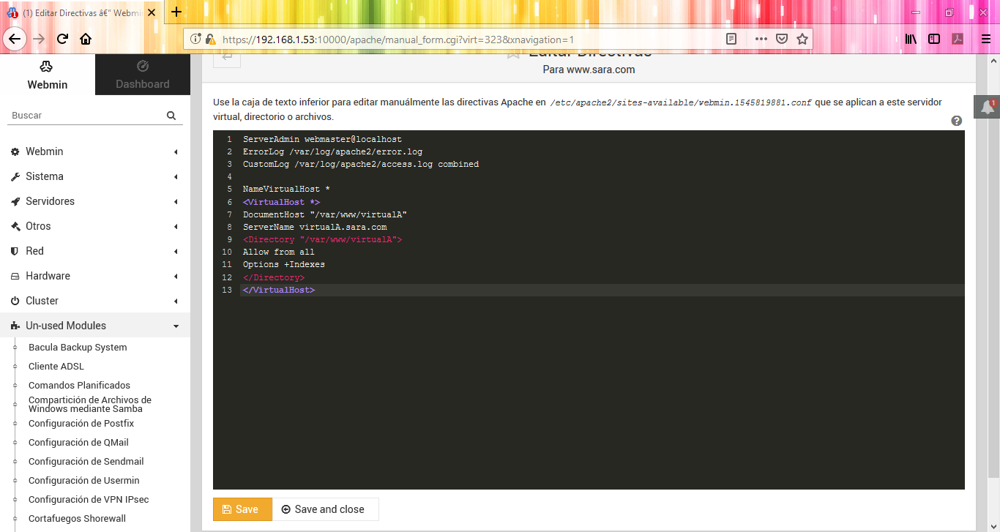 (1) Editar Directivas â€“ Webmi
https://192.168.1.53:10000/apache/manual_form.cgi?virt=323&xnavigation=1
Webmin
Dashboard
Buscar
Webmin
Sistema
Servidores
Otros
Red
Hardware
Cluster
Un-used Modules
Bacula Backup System
Cliente ADSL
Comandos Planificados
Compartición de Archivos de
Windows mediante Samba
Configuración de Postfix
Configuración de QMail
Configuración de Sendmail
Configuración de Usermin
Configuración de VPN IPsec
Cortafuegos Shorewall
Editar Directivas
Para www.sara.com
Use la caja de texto inferior para editar manuálmente las directivas Apache en /etc/apache2/sites-available/webmin.1545819881.conf que se aplican a este servidor
virtual, directorio o archivos.
1 ServerAdmin webmaster@localhost
2 ErrorLog /var/log/apache2/error.log
3 CustomLog /var/log/apache2/access.log combined
4
5 NameVirtualHost *
6 <VirtualHost *>
7 DocumentHost "/var/www/virtualA"
8 ServerName virtualA.sara.com
9 <Directory "/var/www/virtualA">
10 Allow from all
11 Options +Indexes
12 </Directory>
13 </VirtualHost>
Save
Save and close
1